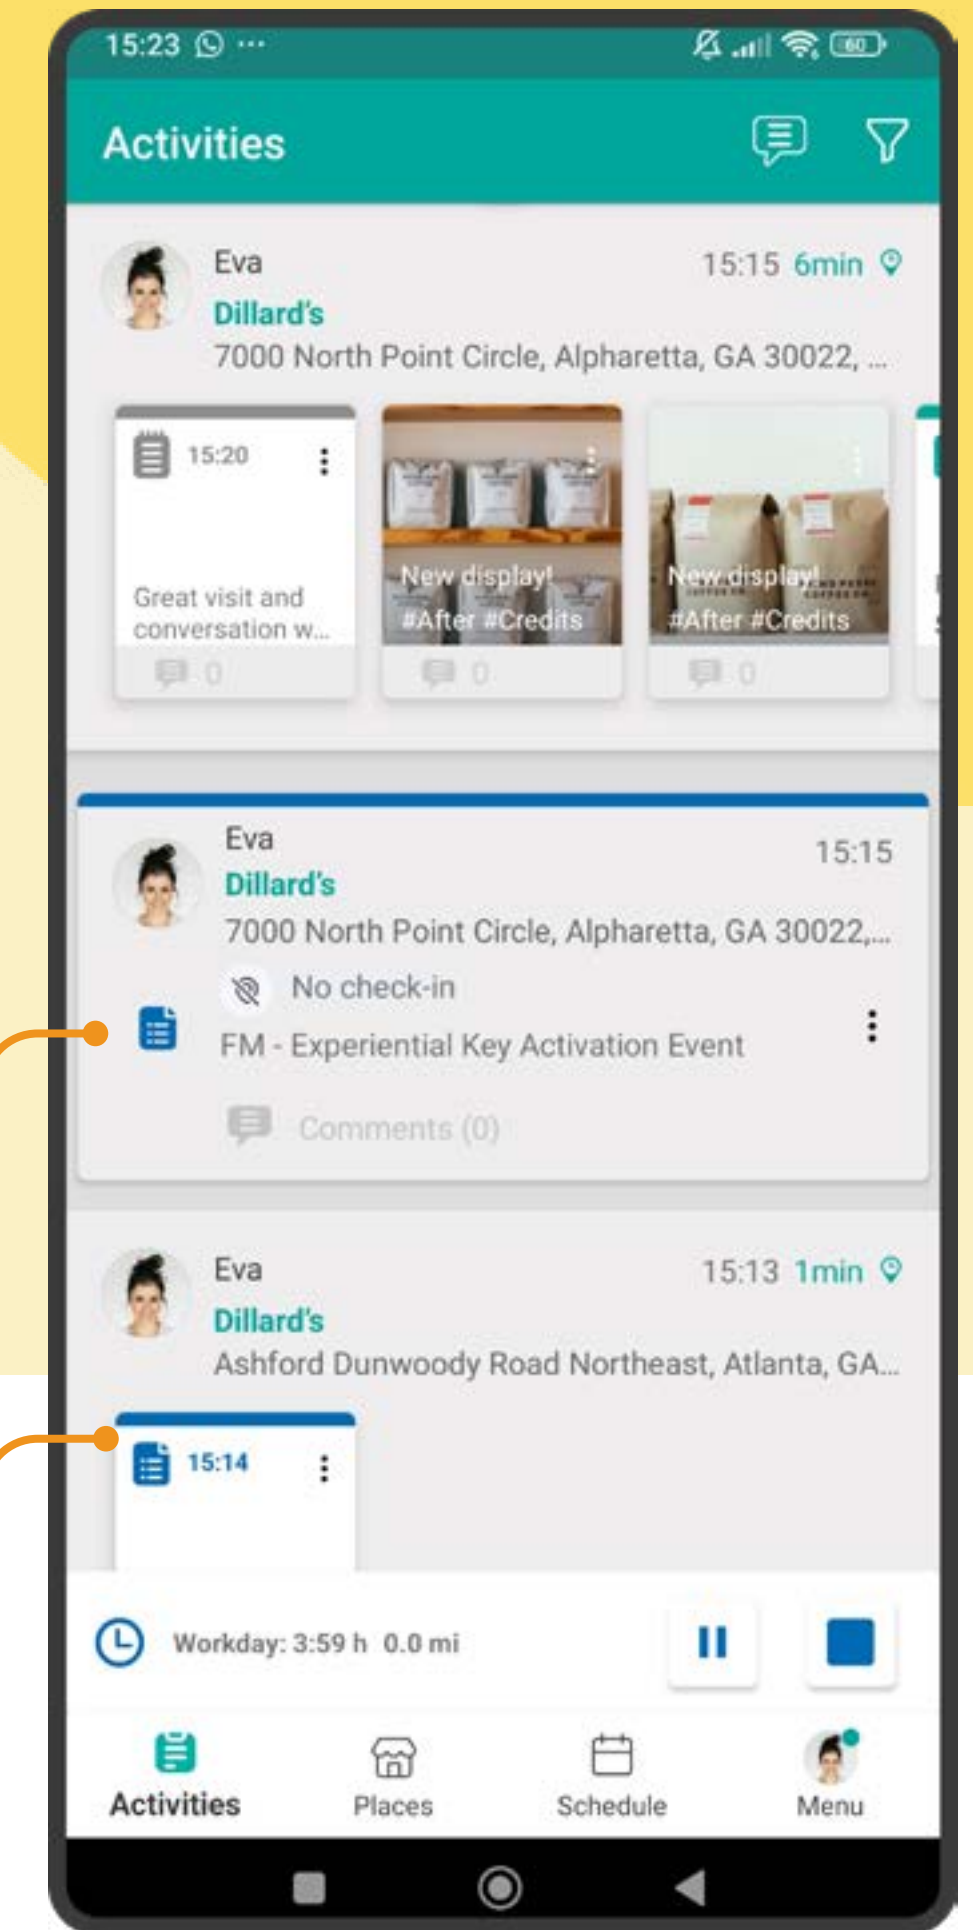 15:23 ...
60
Activities
Eva
15:15 6min
Dillard's
7000 North Point Circle, Alpharetta, GA 30022, ...
15:20
Great visit and
conversation w...
0
New display!
#After #Credits
0
New display!
#After #Credits
0
Eva
15:15
Dillard's
7000 North Point Circle, Alpharetta, GA 30022,...
No check-in
FM - Experiential Key Activation Event
Comments (0)
Eva
15:13 1min
Dillard's
Ashford Dunwoody Road Northeast, Atlanta, GA...
15:14
Workday: 3:59 h 0.0 mi
Activities
Places
Schedule
Menu